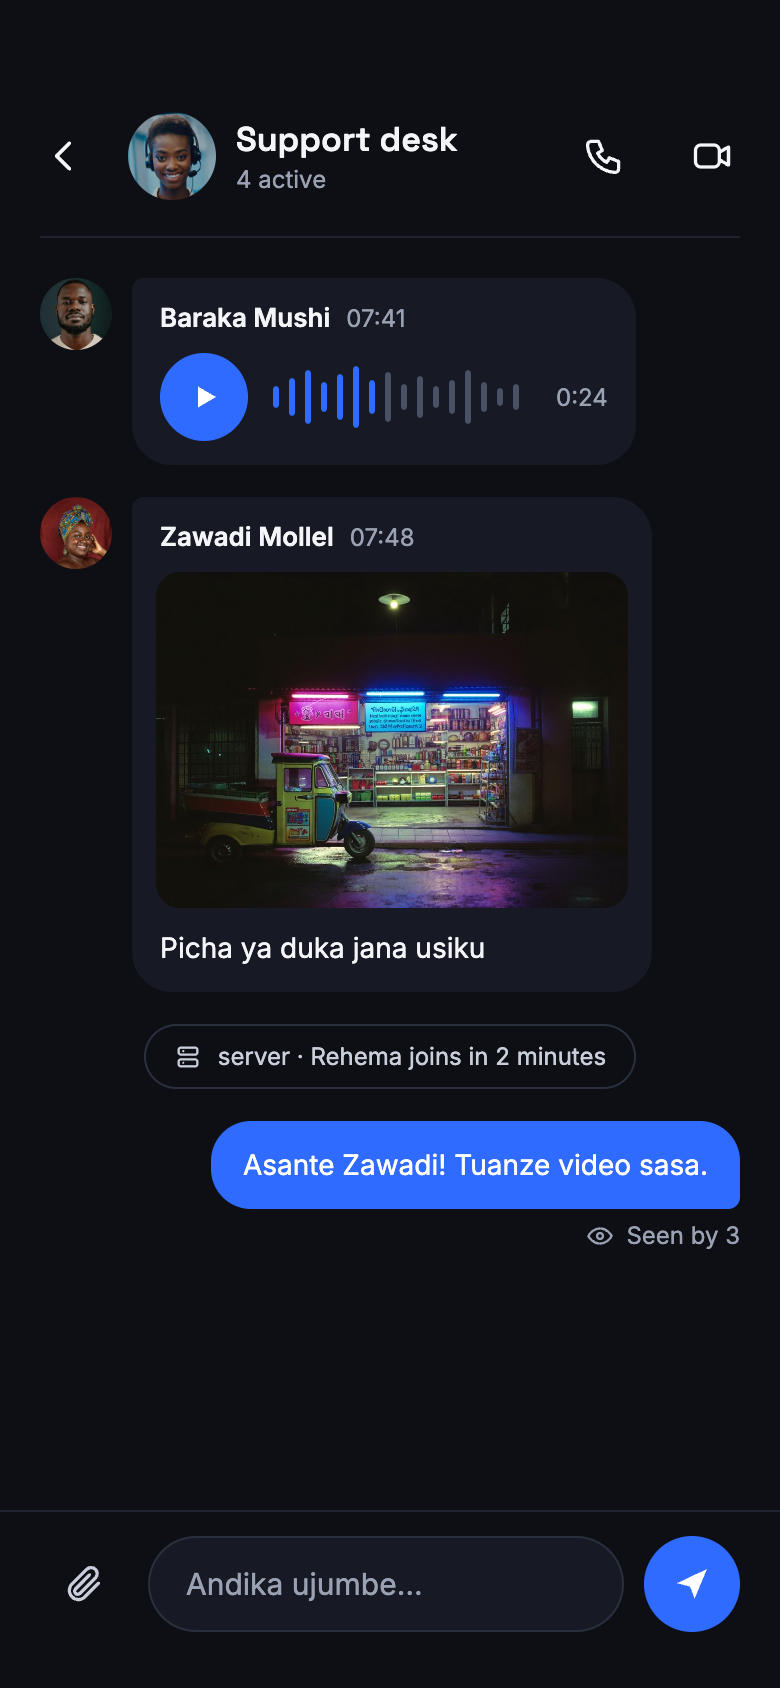 Support desk
4 active
Baraka Mushi 07:41
0:24
Zawadi Mollel 07:48
Picha ya duka jana usiku
server · Rehema joins in 2 minutes
Asante Zawadi! Tuanze video sasa.
Seen by 3
Andika ujumbe...